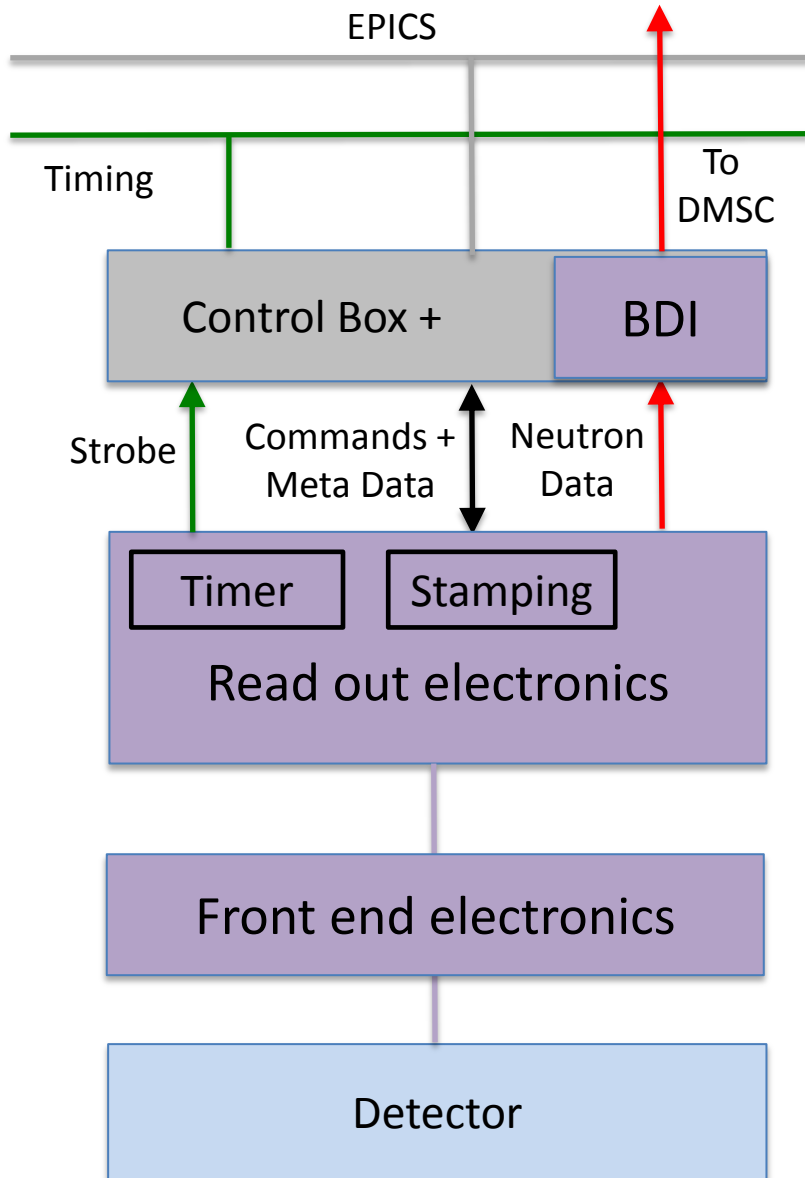 EPICS
Timing
To
DMSC
Control Box +
BDI
Strobe
Commands +
Meta Data
Neutron
Data
Timer
Stamping
Read out electronics
Front end electronics
Detector